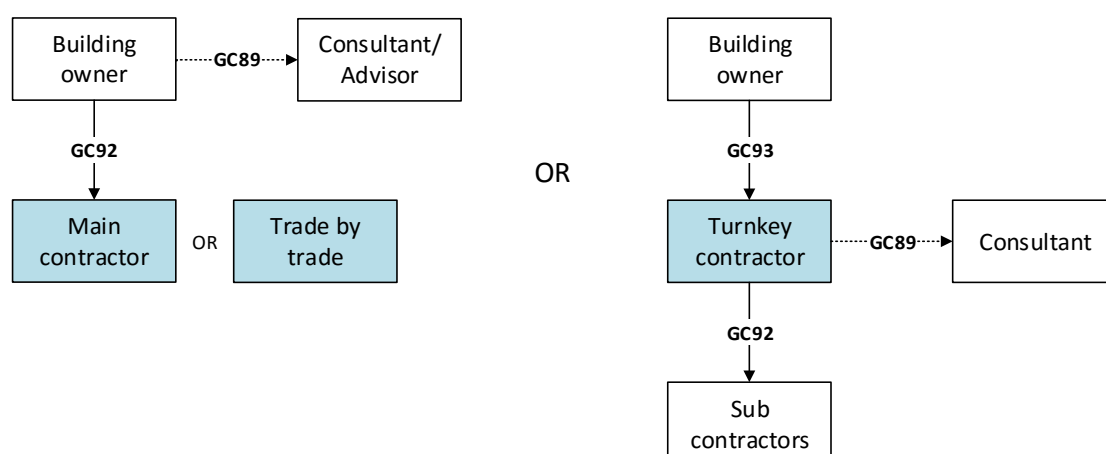 Building
owner
GC89
Consultant/
Advisor
GC92
Main
contractor
OR
Trade by
trade
OR
Building
owner
GC93
Turnkey
contractor
GC89
Consultant
GC92
Sub
contractors